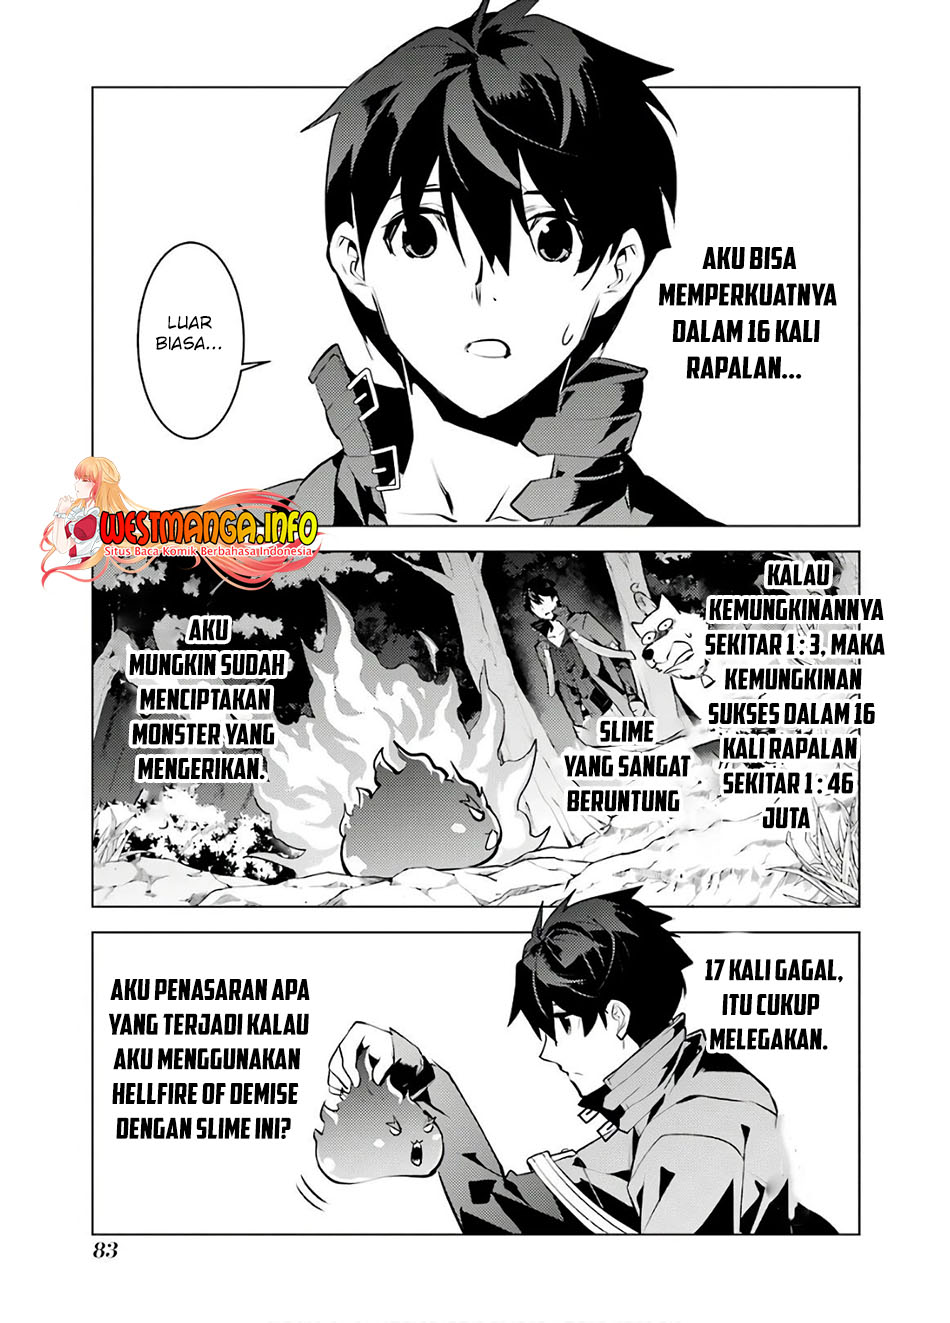 AKU BISA
MEMPERKUATNYA
DALAM 16 KALI
RAPALAN...
LUAR
BIASA...
WESTMANGA.INFO
Situs Baca Komik Berbahasa Indonesia
KALAU
KEMUNGKINANNYA
SEKITAR 1 : 3, MAKA
KEMUNGKINAN
SUKSES DALAM 16
KALI RAPALAN
SEKITAR 1 : 46
JUTA
SLIME
YANG SANGAT
BERUNTUNG
AKU
MUNGKIN SUDAH
MENCIPTAKAN
MONSTER YANG
MENGERIKAN.
17 KALI GAGAL,
ITU CUKUP
MELEGAKAN.
AKU PENASARAN APA
YANG TERJADI KALAU
AKU MENGGUNAKAN
HELLFIRE OF DEMISE
DENGAN SLIME INI?
83